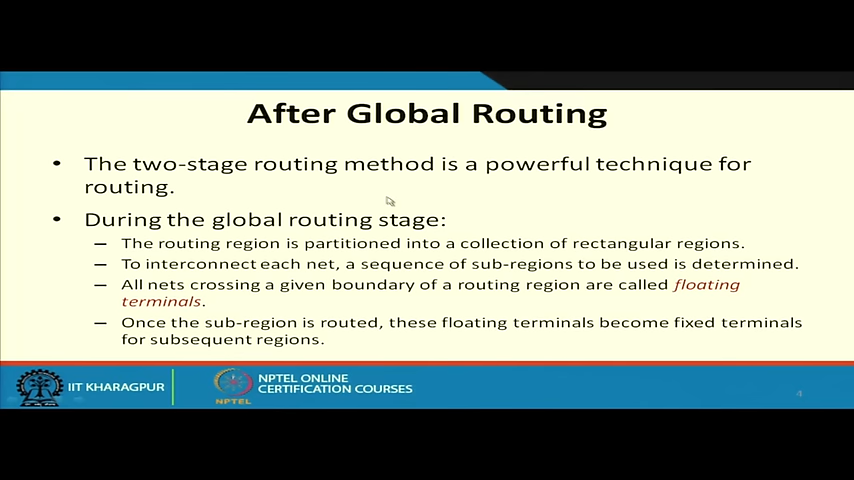 After Global Routing
• The two-stage routing method is a powerful technique for
routing.
• During the global routing stage:
– The routing region is partitioned into a collection of rectangular regions.
– To interconnect each net, a sequence of sub-regions to be used is determined.
– All nets crossing a given boundary of a routing region are called floating
terminals.
– Once the sub-region is routed, these floating terminals become fixed terminals
for subsequent regions.
IIT KHARAGPUR
NPTEL
NPTEL ONLINE
CERTIFICATION COURSES
4